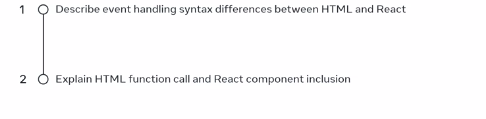 1 Describe event handling syntax differences between HTML and React
2 Explain HTML function call and React component inclusion